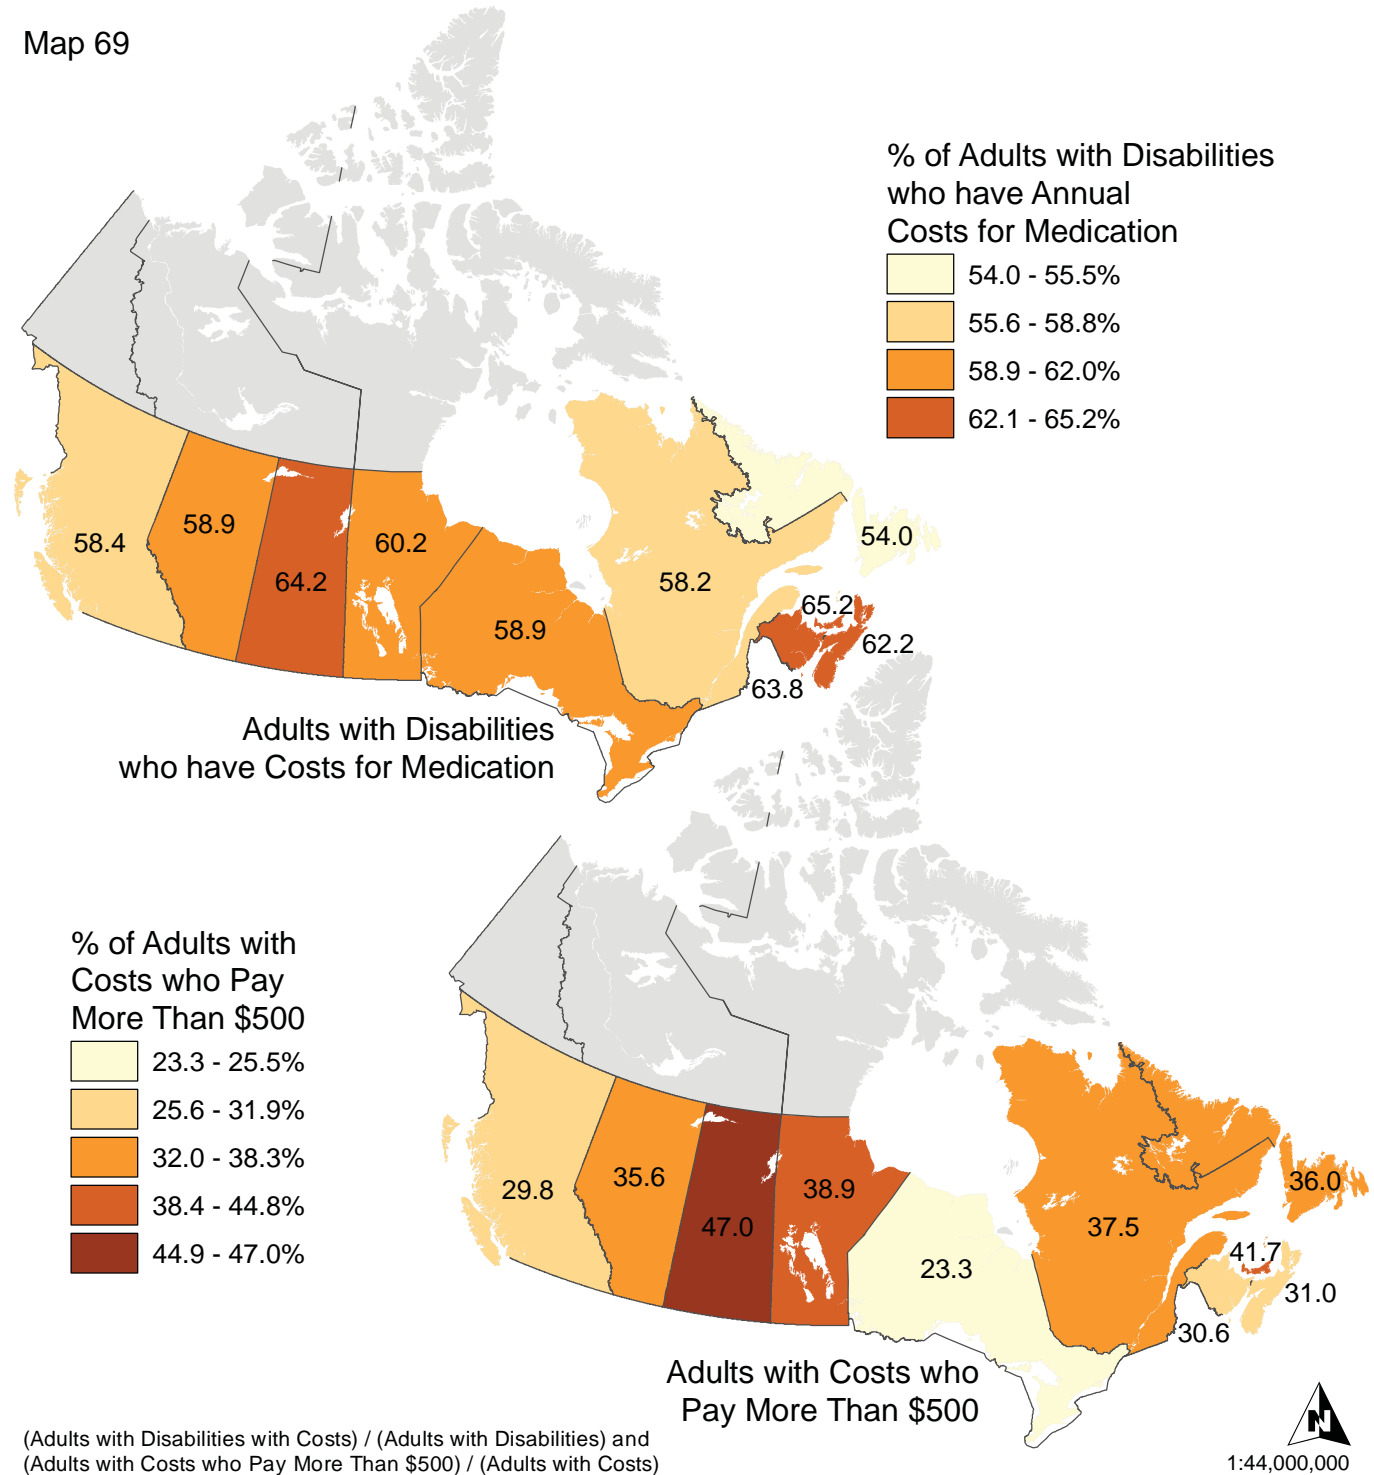 Map 69
% of Adults with Disabilities
who have Annual
Costs for Medication
54.0 - 55.5%
55.6 - 58.8%
58.9 - 62.0%
62.1 - 65.2%
58.4
58.9
64.2
60.2
58.9
58.2
54.0
65.2
62.2
63.8
Adults with Disabilities
who have Costs for Medication
% of Adults with
Costs who Pay
More Than $500
23.3 - 25.5%
25.6 - 31.9%
32.0 - 38.3%
38.4 - 44.8%
44.9 - 47.0%
29.8
35.6
47.0
38.9
23.3
37.5
36.0
41.7
31.0
30.6
Adults with Costs who
Pay More Than $500
(Adults with Disabilities with Costs) / (Adults with Disabilities) and
(Adults with Costs who Pay More Than $500) / (Adults with Costs)
N
1:44,000,000